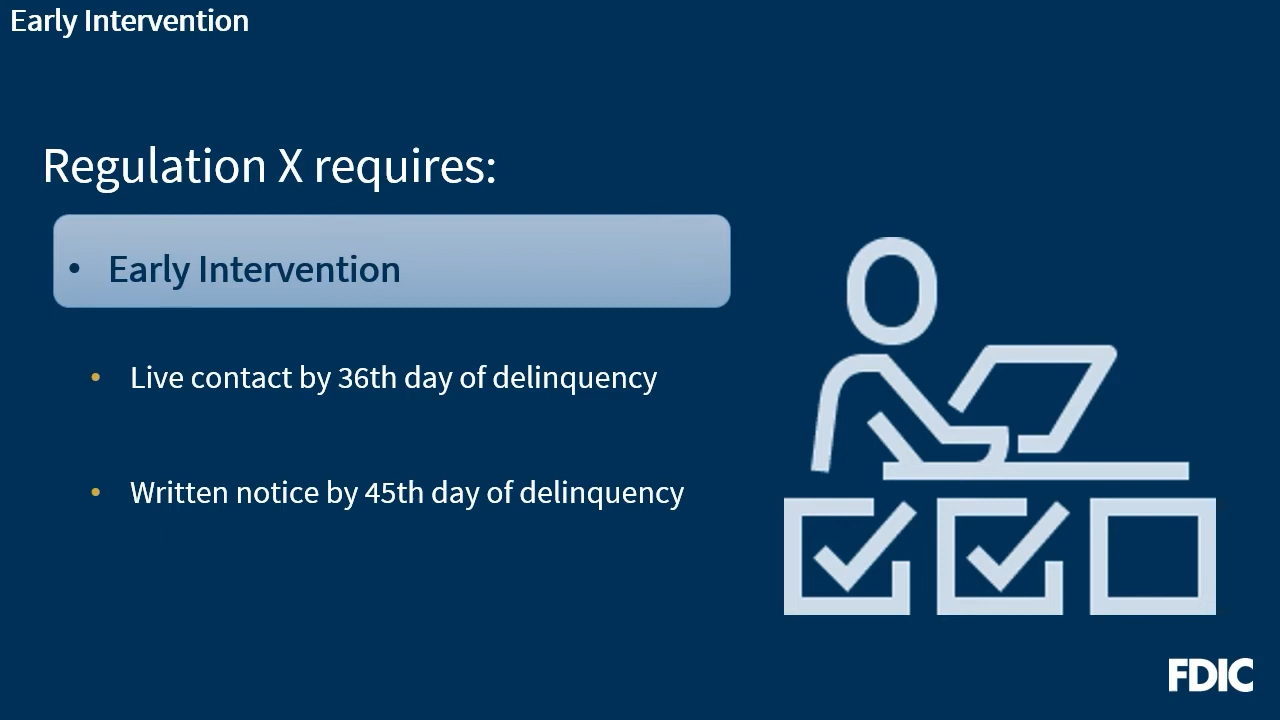 Early Intervention
Regulation X requires:
• Early Intervention
• Live contact by 36th day of delinquency
• Written notice by 45th day of delinquency
FDIC